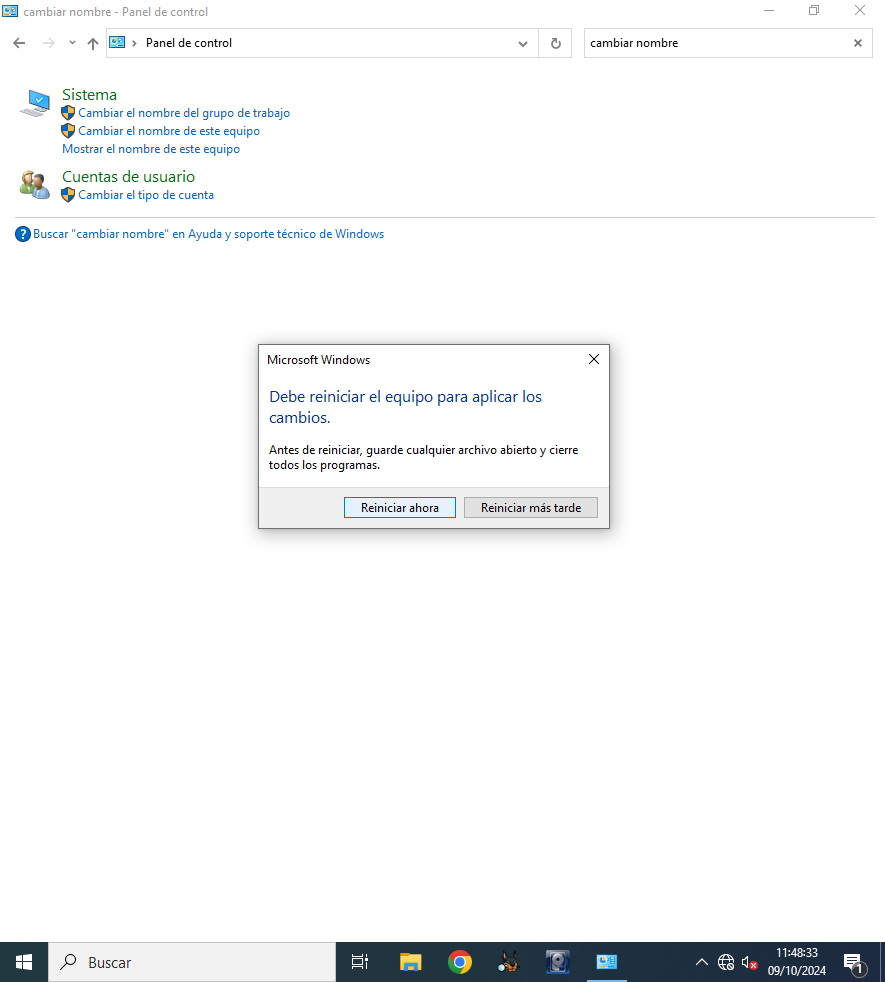 cambiar nombre - Panel de control
Panel de control
cambiar nombre
Sistema
Cambiar el nombre del grupo de trabajo
Cambiar el nombre de este equipo
Mostrar el nombre de este equipo
Cuentas de usuario
Cambiar el tipo de cuenta
Buscar "cambiar nombre" en Ayuda y soporte técnico de Windows
Microsoft Windows
Debe reiniciar el equipo para aplicar los
cambios.
Antes de reiniciar, guarde cualquier archivo abierto y cierre
todos los programas.
Reiniciar ahora
Reiniciar más tarde
Buscar
11:48:33
09/10/2024
1